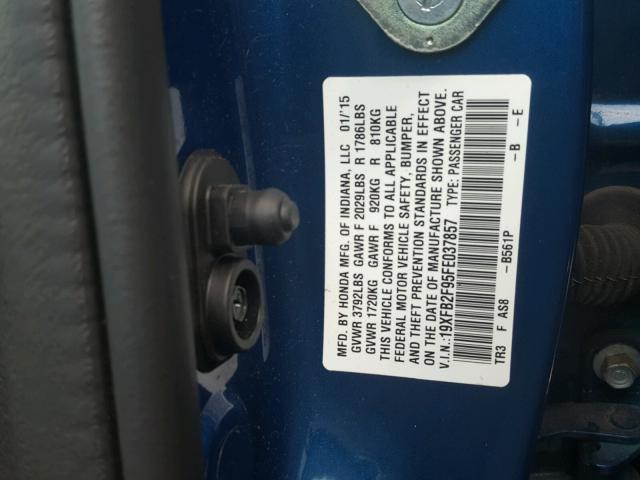 MFD. BY HONDA MFG. OF INDIANA, LLC 01/15
GVWR 3792LBS GAWR F 2029LBS R 1786LBS
GVWR 1720KG GAWR F 920KG R 810KG
THIS VEHICLE CONFORMS TO ALL APPLICABLE
FEDERAL MOTOR VEHICLE SAFETY, BUMPER,
AND THEFT PREVENTION STANDARDS IN EFFECT
ON THE DATE OF MANUFACTURE SHOWN ABOVE.
V.I.N.:19XFB2F95FE037857 TYPE: PASSENGER CAR
TR3 F AS8 -B561P -B -E